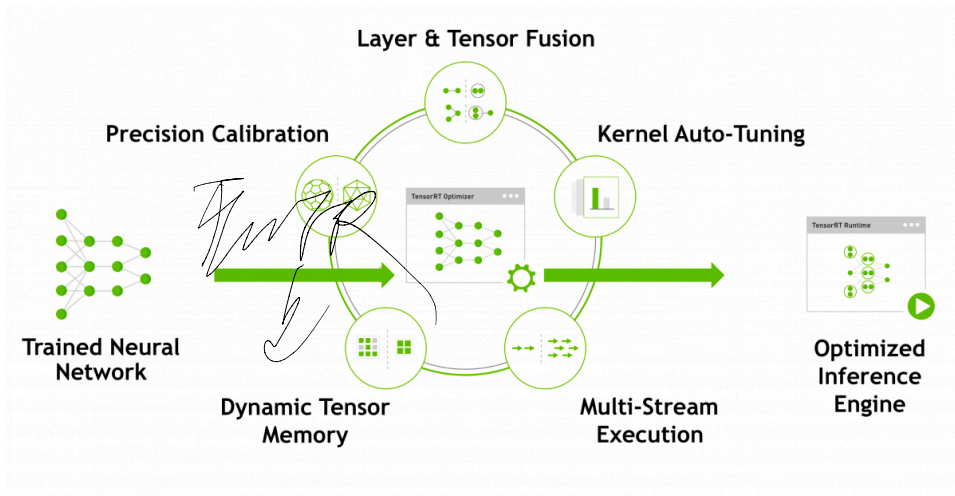 Layer & Tensor Fusion
Precision Calibration
Kernel Auto-Tuning
TensorRT Optimizer
TensorRT Runtime
Trained Neural
Network
Optimized
Inference
Engine
Dynamic Tensor
Memory
Multi-Stream
Execution